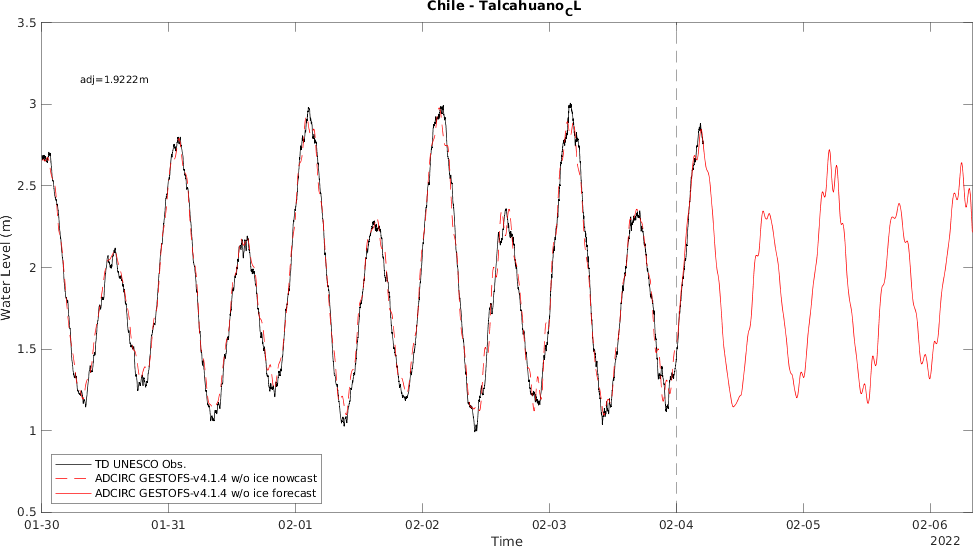 Chile - Talcahuano_CL
3.5
adj=1.9222m
3
2.5
2
Water Level (m)
1.5
1
TD UNESCO Obs.
ADCIRC GESTOFS-v4.1.4 w/o ice nowcast
ADCIRC GESTOFS-v4.1.4 w/o ice forecast
0.5
01-30 01-31 02-01 02-02 02-03 02-04 02-05 02-06
Time
2022